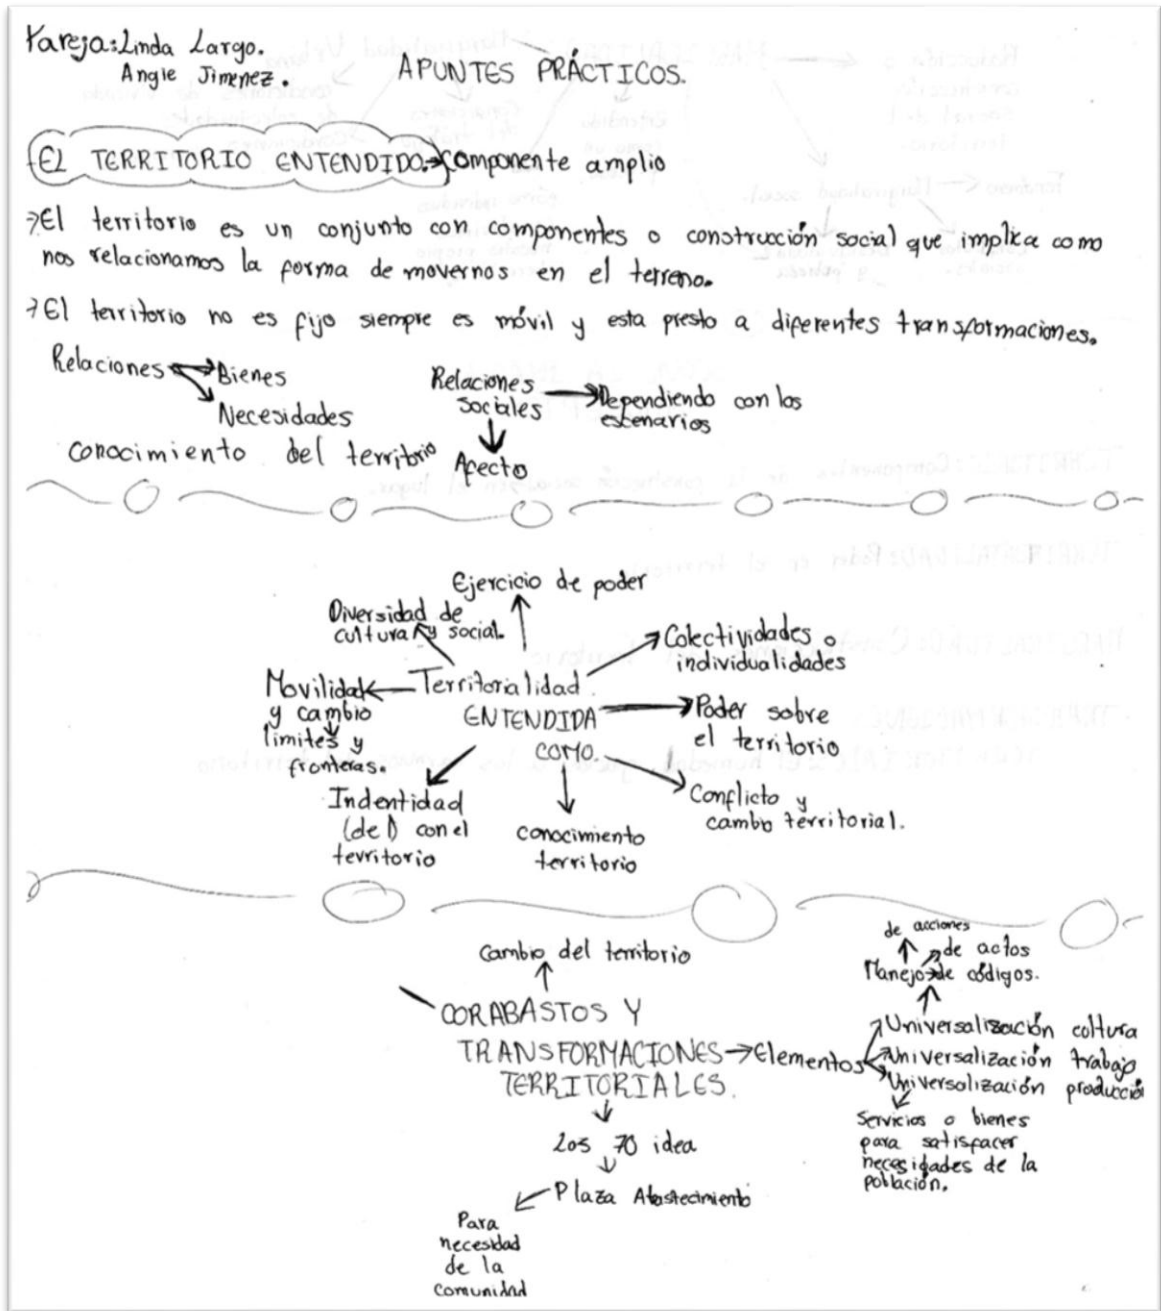 Pareja: Linda Largo.
Angie Jimenez.
APUNTES PRÁCTICOS.
EL TERRITORIO ENTENDIDO. → componente amplio
→ El territorio es un conjunto con componentes o construcción social que implica como
nos relacionamos la forma de movernos en el terreno.
→ El territorio no es fijo siempre es móvil y esta presto a diferentes transformaciones.
Relaciones → Bienes
Necesidades
Relaciones
sociales → Dependiendo con los
escenarios
conocimiento del territorio
Afecto
Ejercicio de poder
Diversidad de
cultura y social.
Colectividades o
individualidades
Movilidad
y cambio
límites y
fronteras.
Territorialidad
ENTENDIDA
como.
Poder sobre
el territorio
Indentidad
(del) con el
territorio
conocimiento
territorio
Conflicto y
cambio territorial.
Cambio del territorio
CORABASTOS Y
TRANSFORMACIONES → Elementos
TERRITORIALES.
de acciones
de actos
Manejo → de códigos.
Universalización cultura
Universalización trabajo
Universalización producción
Servicios o bienes
para satisfacer
necesidades de la
población.
Los 70 idea
Plaza Abastecimiento
Para
necesidad
de la
comunidad